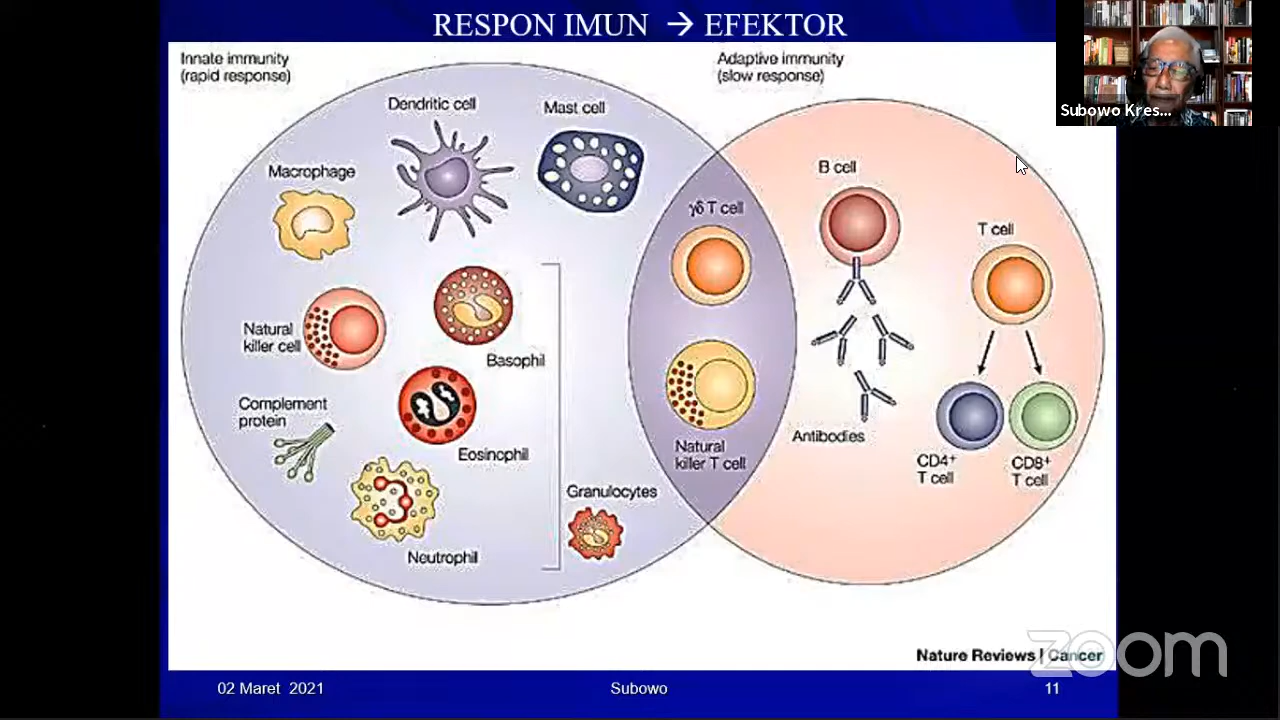 RESPON IMUN → EFEKTOR
Innate immunity
(rapid response)
Adaptive immunity
(slow response)
Subowo Kres...
Dendritic cell
Mast cell
Macrophage
B cell
γδ T cell
T cell
Natural
killer cell
Basophil
Complement
protein
Eosinophil
Antibodies
Natural
killer T cell
CD4+
T cell
CD8+
T cell
Granulocytes
Neutrophil
Nature Reviews | Cancer
zoom
02 Maret 2021
Subowo
11